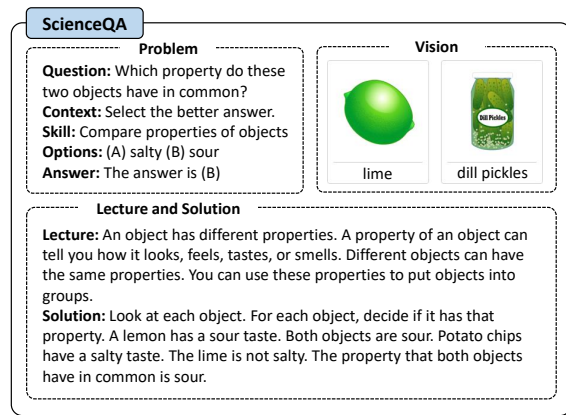 ScienceQA
Problem
Question: Which property do these
two objects have in common?
Context: Select the better answer.
Skill: Compare properties of objects
Options: (A) salty (B) sour
Answer: The answer is (B)
Vision
Dill Pickles
lime
dill pickles
Lecture and Solution
Lecture: An object has different properties. A property of an object can
tell you how it looks, feels, tastes, or smells. Different objects can have
the same properties. You can use these properties to put objects into
groups.
Solution: Look at each object. For each object, decide if it has that
property. A lemon has a sour taste. Both objects are sour. Potato chips
have a salty taste. The lime is not salty. The property that both objects
have in common is sour.